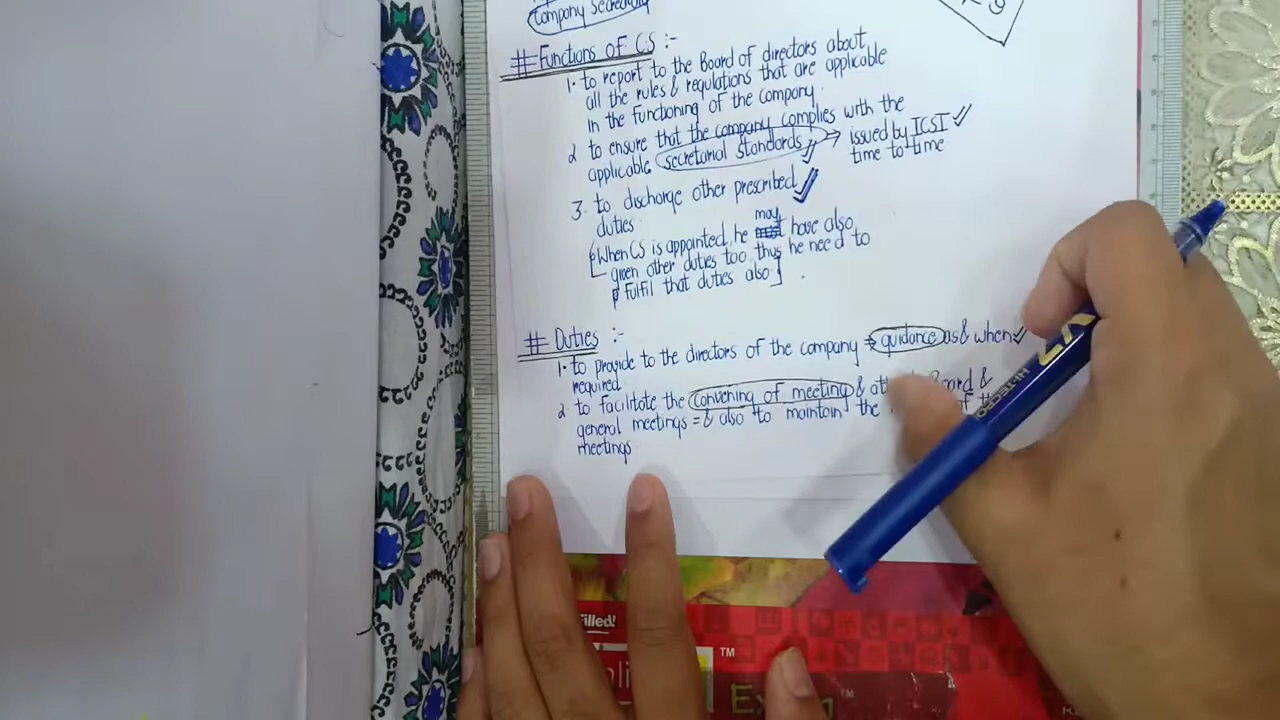 Company Secretary
# Functions OF CS :-
1. to report to the Board of directors about
all the rules & regulations that are applicable
in the functioning of the company
2 to ensure that the company complies with the
applicable secretarial standards → issued by ICSI
time to time
3. to discharge other prescribed
duties
may
[When CS is appointed, he have also
given other duties too, thus he need to
fulfil that duties also]
# Duties :-
1. to provide to the directors of the company → guidance as & when
required
2. to facilitate the convening of meeting & Board &
general meetings = & also to maintain the of the
meetings
filled!
TM
TM